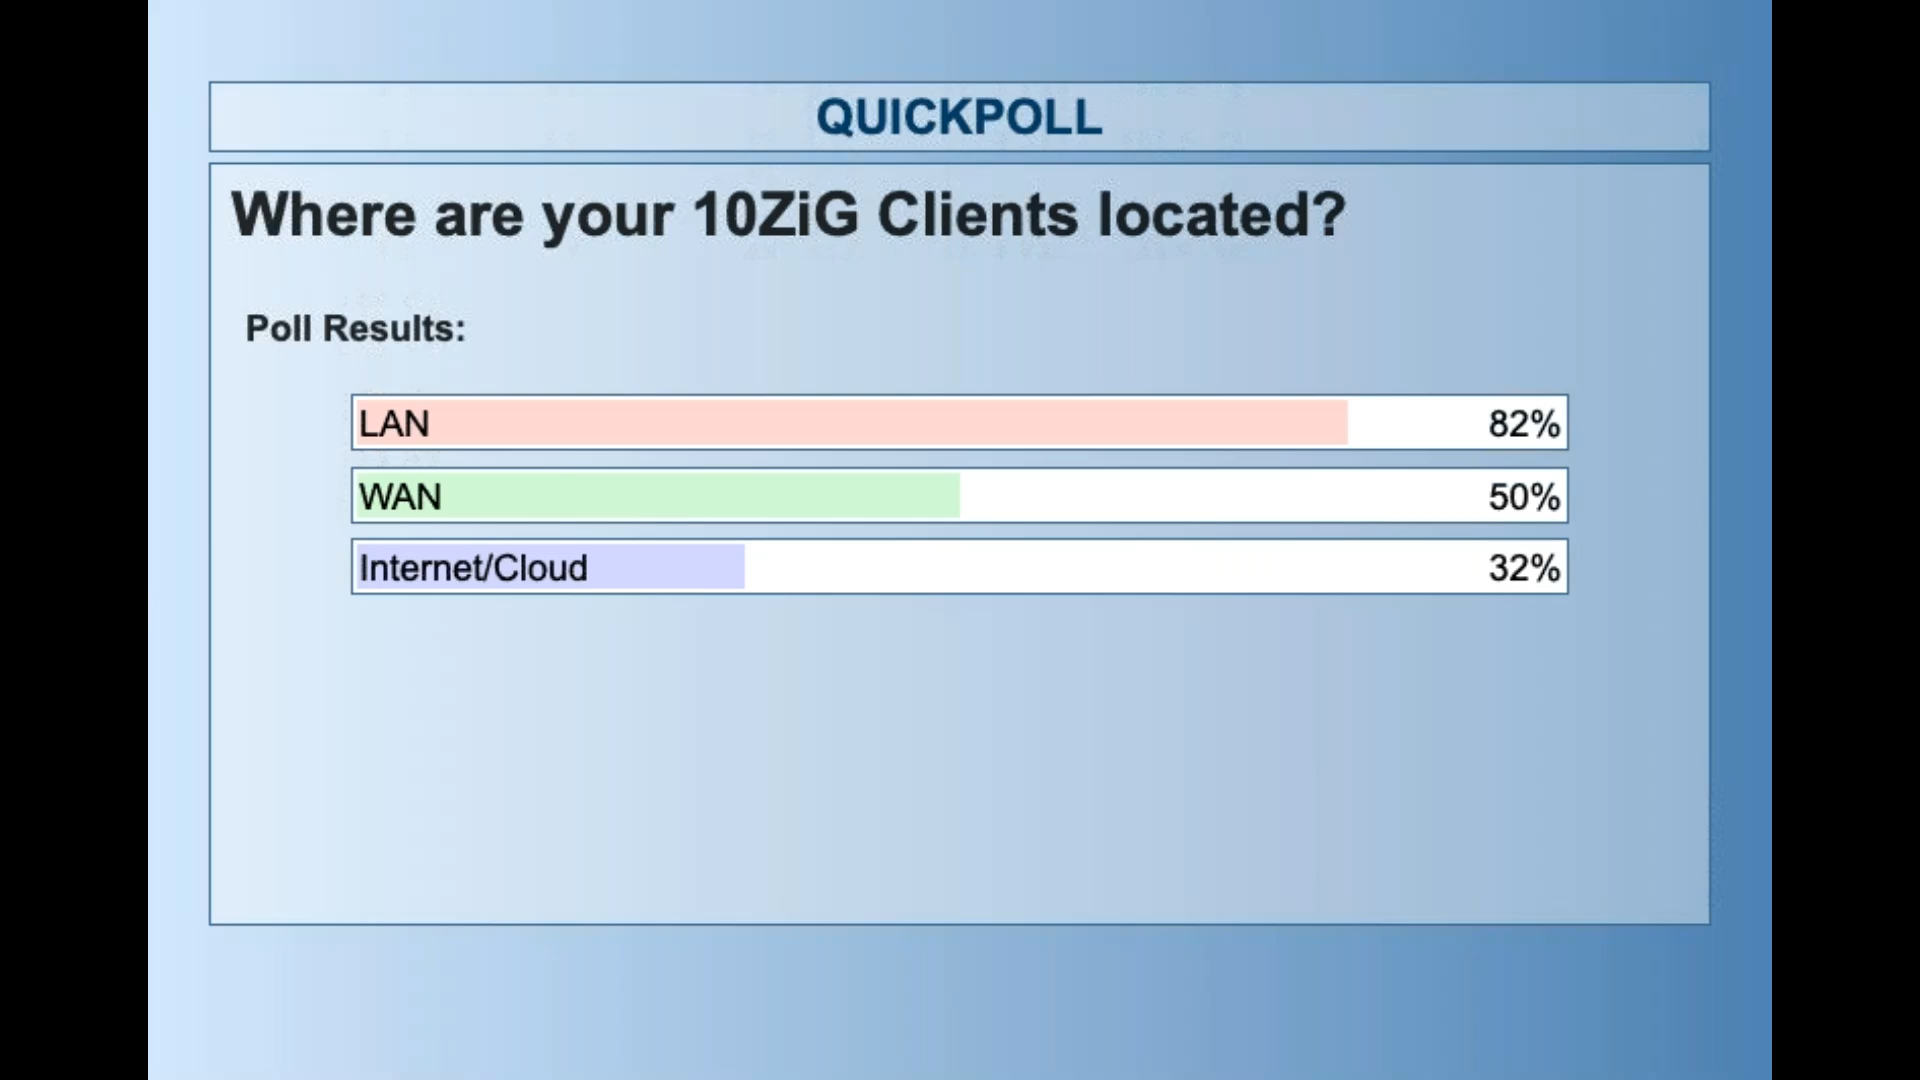 QUICKPOLL
Where are your 10ZiG Clients located?
Poll Results:
LAN 82%
WAN 50%
Internet/Cloud 32%